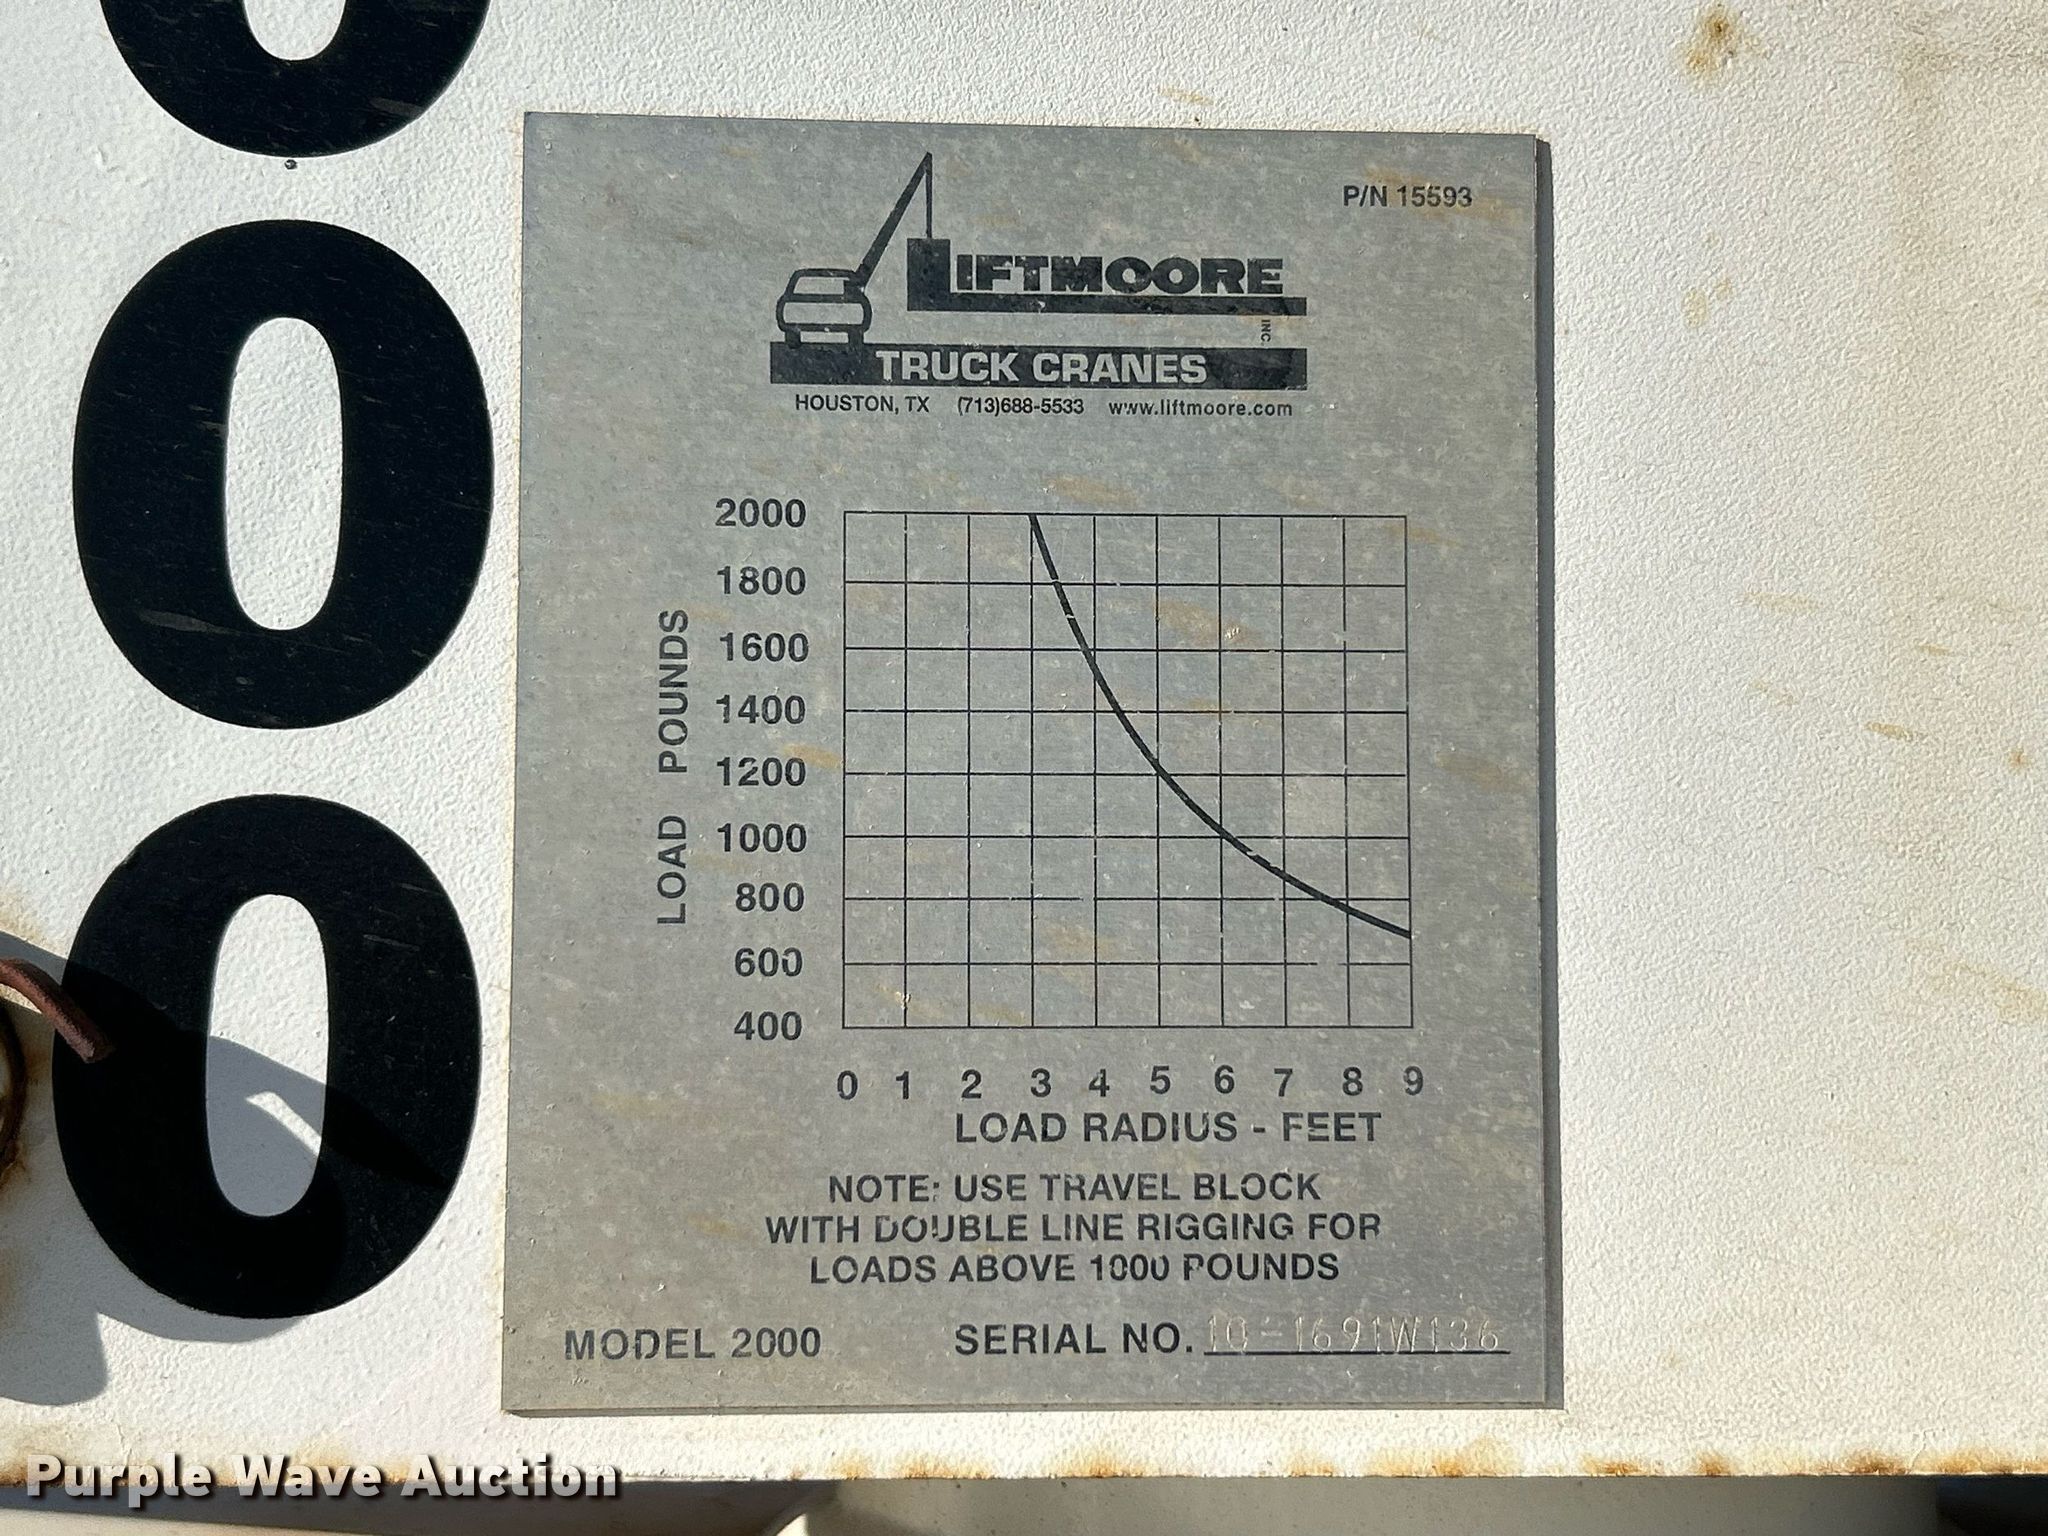 0
0
0
P/N 15593
LIFTMOORE
INC.
TRUCK CRANES
HOUSTON, TX (713)688-5533 www.liftmoore.com
LOAD POUNDS
2000
1800
1600
1400
1200
1000
800
600
400
0 1 2 3 4 5 6 7 8 9
LOAD RADIUS - FEET
NOTE: USE TRAVEL BLOCK
WITH DOUBLE LINE RIGGING FOR
LOADS ABOVE 1000 POUNDS
MODEL 2000 SERIAL NO. 10-1691W136
Purple Wave Auction